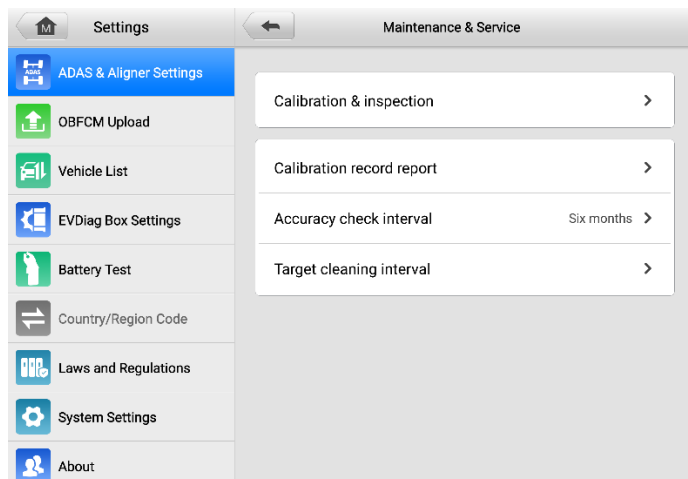 M
Settings
Maintenance & Service
ADAS
ADAS & Aligner Settings
OBFCM Upload
Vehicle List
EVDiag Box Settings
Battery Test
Country/Region Code
Laws and Regulations
System Settings
About
Calibration & inspection
Calibration record report
Accuracy check interval Six months
Target cleaning interval